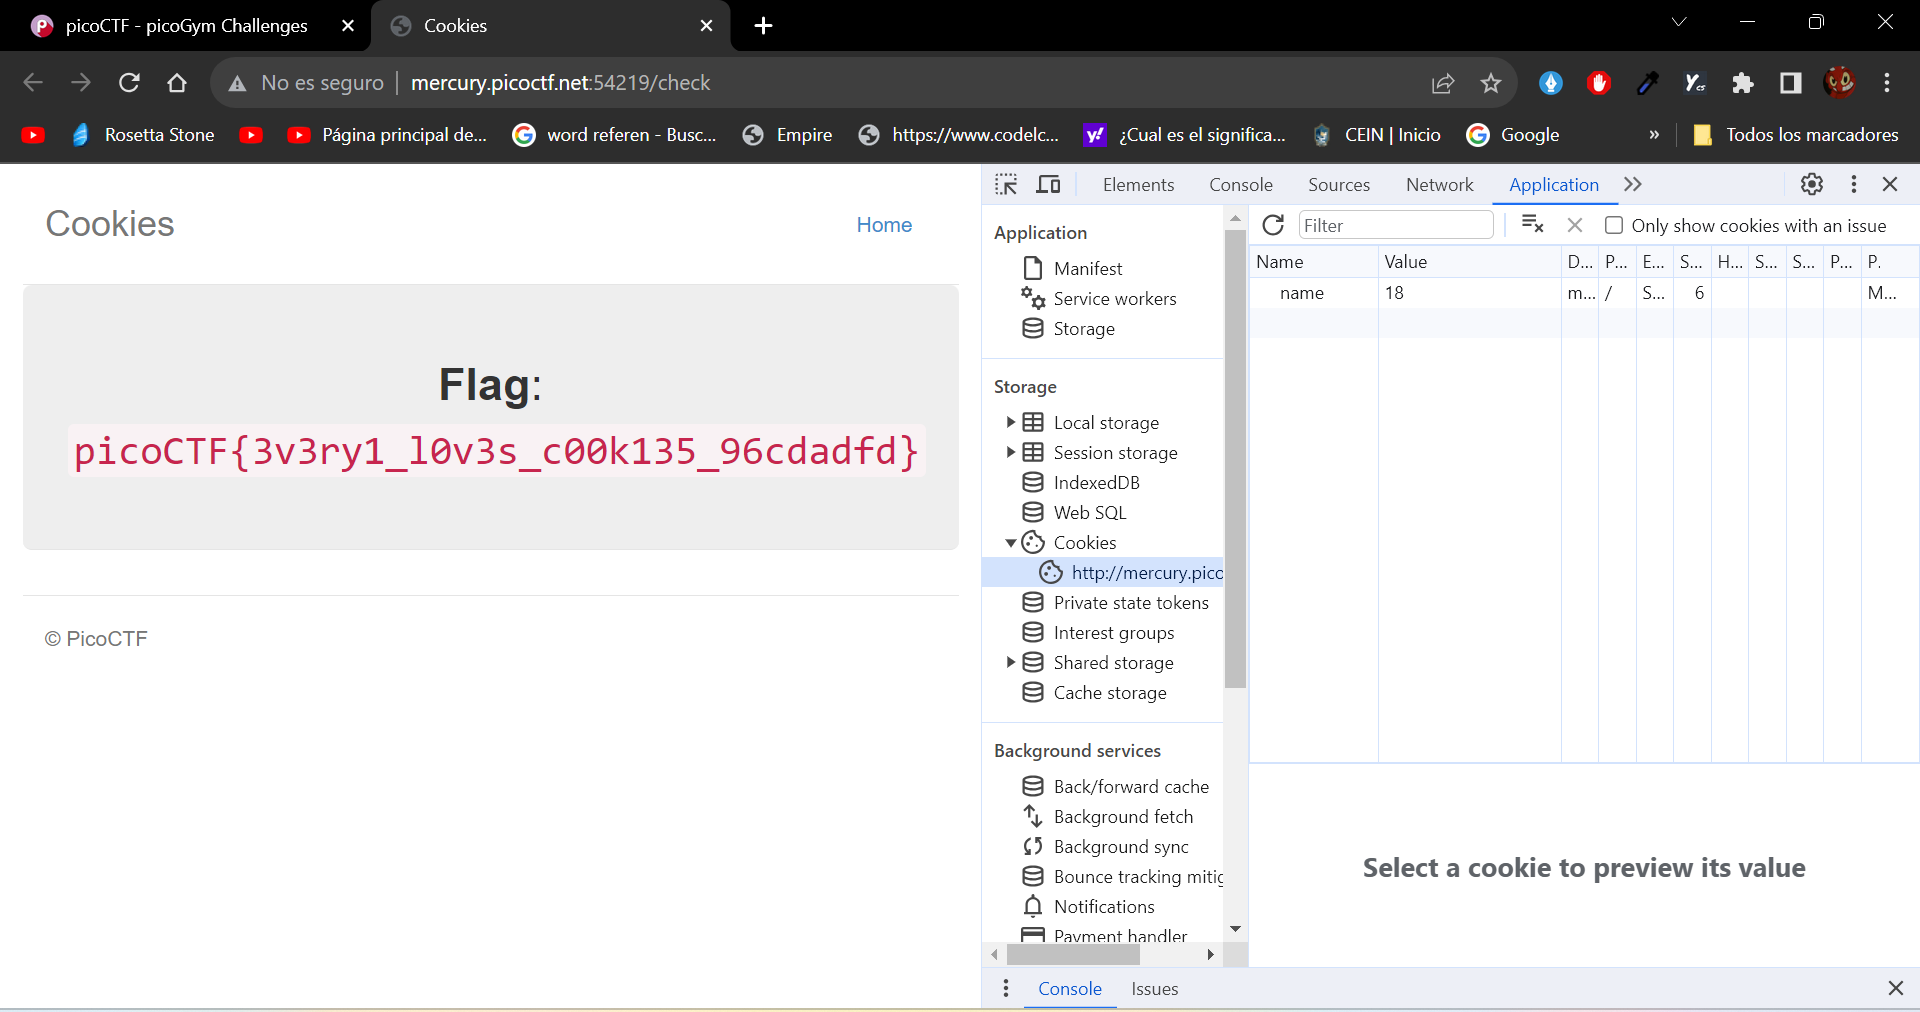 picoCTF - picoGym Challenges
Cookies
No es seguro
mercury.picoctf.net:54219/check
Rosetta Stone
Página principal de...
word referen - Busc...
Empire
https://www.codelc...
¿Cual es el significa...
CEIN | Inicio
Google
»
Todos los marcadores
Cookies
Home
Flag:
picoCTF{3v3ry1_l0v3s_c00k135_96cdadfd}
© PicoCTF
Elements
Console
Sources
Network
Application
Application
Manifest
Service workers
Storage
Storage
Local storage
Session storage
IndexedDB
Web SQL
Cookies
http://mercury.pico
Private state tokens
Interest groups
Shared storage
Cache storage
Background services
Back/forward cache
Background fetch
Background sync
Bounce tracking mitig
Notifications
Payment handler
Filter
Only show cookies with an issue
Name Value D... P... E... S... H... S... S... P... P.
name 18 m... / S... 6 M...
Select a cookie to preview its value
Console
Issues